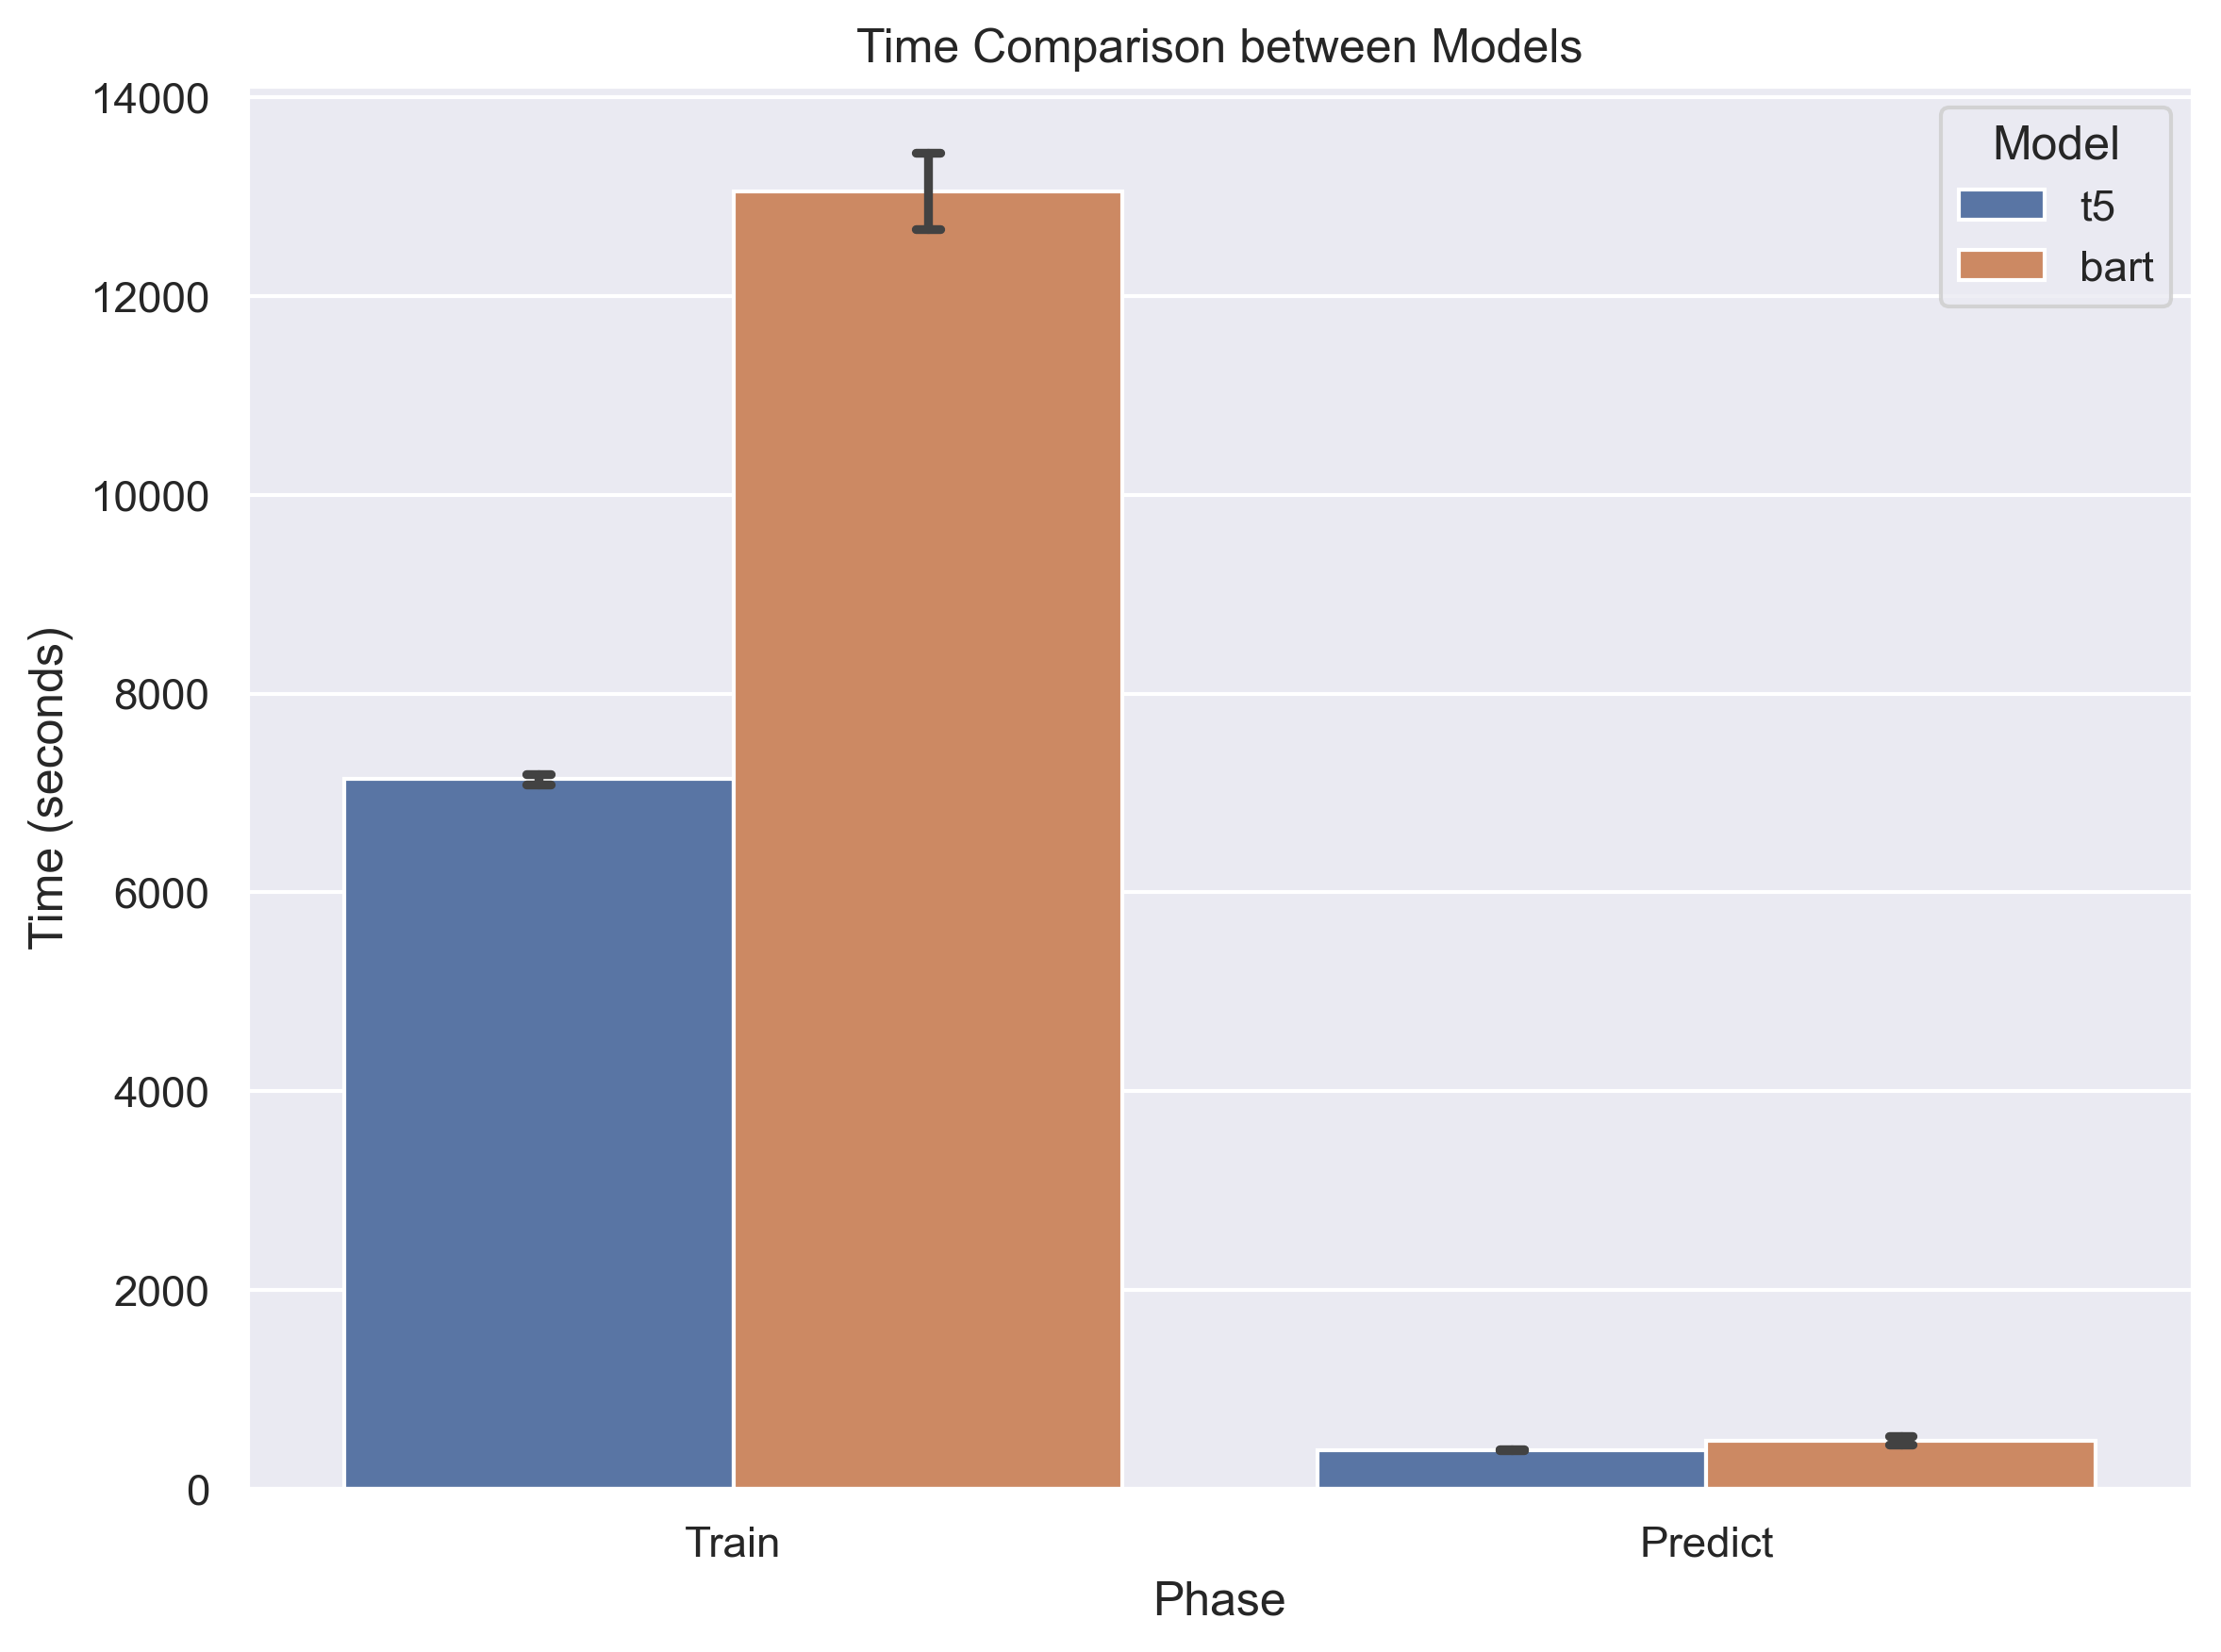 Time Comparison between Models
14000
12000
10000
8000
6000
4000
2000
0
Time (seconds)
Model
t5
bart
Train
Predict
Phase